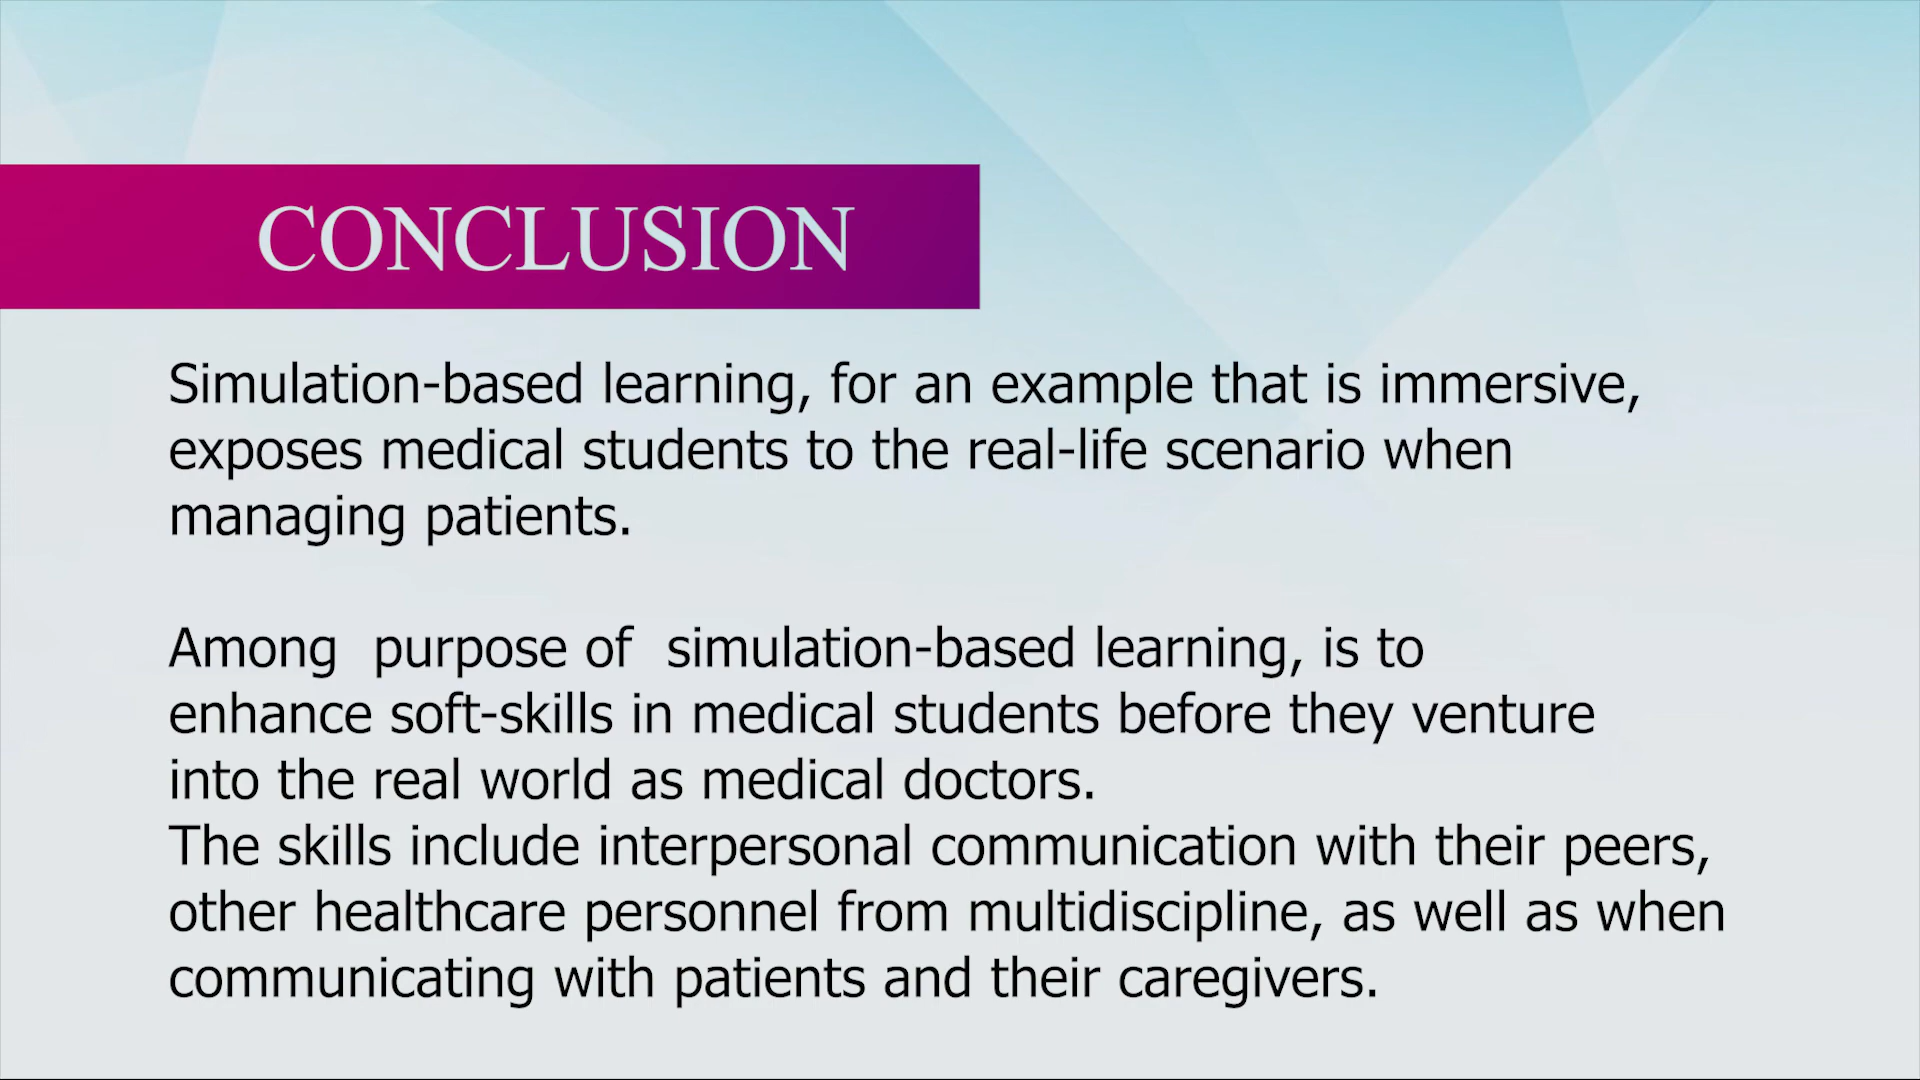 CONCLUSION
Simulation-based learning, for an example that is immersive,
exposes medical students to the real-life scenario when
managing patients.
Among  purpose of  simulation-based learning, is to
enhance soft-skills in medical students before they venture
into the real world as medical doctors.
The skills include interpersonal communication with their peers,
other healthcare personnel from multidiscipline, as well as when
communicating with patients and their caregivers.